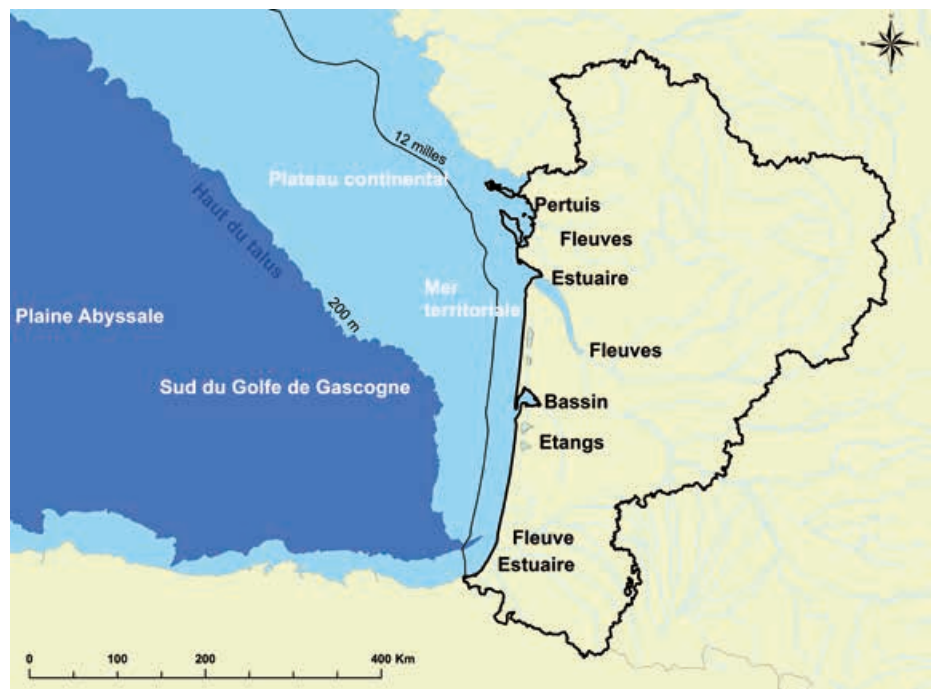 12 milles
Plateau continental
Pertuis
Haut du talus
Fleuves
Estuaire
Mer
territoriale
200 m
Plaine Abyssale
Fleuves
Sud du Golfe de Gascogne
Bassin
Etangs
Fleuve
Estuaire
0 100 200 400 Km